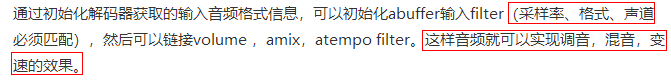 通过初始化解码器获取的输入音频格式信息，可以初始化abuffer输入filter（采样率、格式、声道
必须匹配），然后可以链接volume ，amix，atempo filter。这样音频就可以实现调音，混音，变
速的效果。